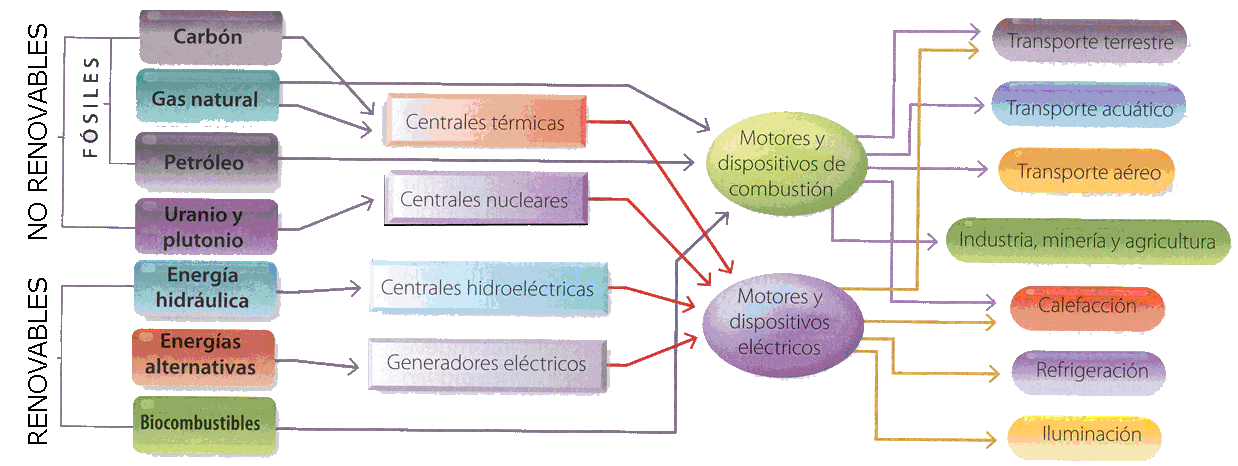 NO RENOVABLES
FÓSILES
Carbón
Gas natural
Petróleo
Uranio y
plutonio
RENOVABLES
Energía
hidráulica
Energías
alternativas
Biocombustibles
Centrales térmicas
Centrales nucleares
Centrales hidroeléctricas
Generadores eléctricos
Motores y
dispositivos de
combustión
Motores y
dispositivos
eléctricos
Transporte terrestre
Transporte acuático
Transporte aéreo
Industria, minería y agricultura
Calefacción
Refrigeración
Iluminación